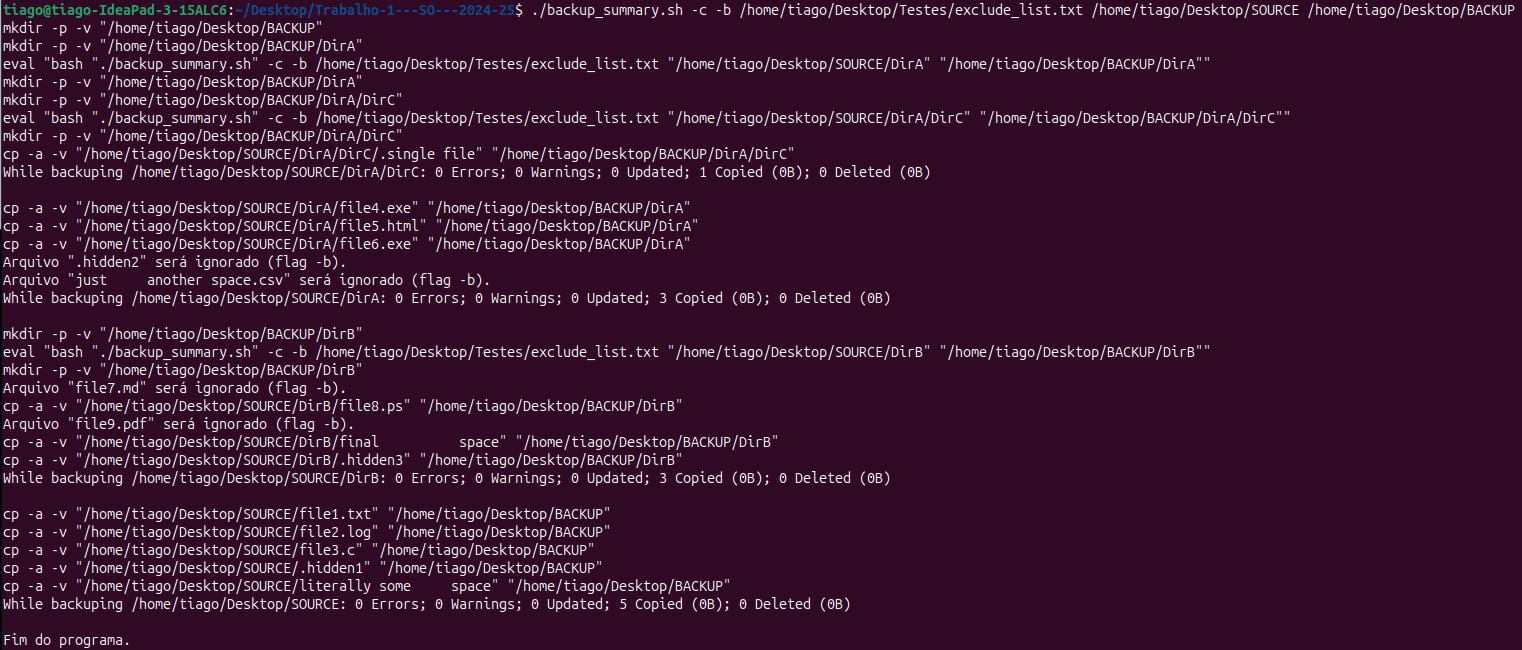 tiago@tiago-IdeaPad-3-15ALC6:~/Desktop/Trabalho-1---SO---2024-25$ ./backup_summary.sh -c -b /home/tiago/Desktop/Testes/exclude_list.txt /home/tiago/Desktop/SOURCE /home/tiago/Desktop/BACKUP
mkdir -p -v "/home/tiago/Desktop/BACKUP"
mkdir -p -v "/home/tiago/Desktop/BACKUP/DirA"
eval "bash "./backup_summary.sh" -c -b /home/tiago/Desktop/Testes/exclude_list.txt "/home/tiago/Desktop/SOURCE/DirA" "/home/tiago/Desktop/BACKUP/DirA""
mkdir -p -v "/home/tiago/Desktop/BACKUP/DirA"
mkdir -p -v "/home/tiago/Desktop/BACKUP/DirA/DirC"
eval "bash "./backup_summary.sh" -c -b /home/tiago/Desktop/Testes/exclude_list.txt "/home/tiago/Desktop/SOURCE/DirA/DirC" "/home/tiago/Desktop/BACKUP/DirA/DirC""
mkdir -p -v "/home/tiago/Desktop/BACKUP/DirA/DirC"
cp -a -v "/home/tiago/Desktop/SOURCE/DirA/DirC/.single file" "/home/tiago/Desktop/BACKUP/DirA/DirC"
While backuping /home/tiago/Desktop/SOURCE/DirA/DirC: 0 Errors; 0 Warnings; 0 Updated; 1 Copied (0B); 0 Deleted (0B)

cp -a -v "/home/tiago/Desktop/SOURCE/DirA/file4.exe" "/home/tiago/Desktop/BACKUP/DirA"
cp -a -v "/home/tiago/Desktop/SOURCE/DirA/file5.html" "/home/tiago/Desktop/BACKUP/DirA"
cp -a -v "/home/tiago/Desktop/SOURCE/DirA/file6.exe" "/home/tiago/Desktop/BACKUP/DirA"
Arquivo ".hidden2" será ignorado (flag -b).
Arquivo "just     another space.csv" será ignorado (flag -b).
While backuping /home/tiago/Desktop/SOURCE/DirA: 0 Errors; 0 Warnings; 0 Updated; 3 Copied (0B); 0 Deleted (0B)

mkdir -p -v "/home/tiago/Desktop/BACKUP/DirB"
eval "bash "./backup_summary.sh" -c -b /home/tiago/Desktop/Testes/exclude_list.txt "/home/tiago/Desktop/SOURCE/DirB" "/home/tiago/Desktop/BACKUP/DirB""
mkdir -p -v "/home/tiago/Desktop/BACKUP/DirB"
Arquivo "file7.md" será ignorado (flag -b).
cp -a -v "/home/tiago/Desktop/SOURCE/DirB/file8.ps" "/home/tiago/Desktop/BACKUP/DirB"
Arquivo "file9.pdf" será ignorado (flag -b).
cp -a -v "/home/tiago/Desktop/SOURCE/DirB/final          space" "/home/tiago/Desktop/BACKUP/DirB"
cp -a -v "/home/tiago/Desktop/SOURCE/DirB/.hidden3" "/home/tiago/Desktop/BACKUP/DirB"
While backuping /home/tiago/Desktop/SOURCE/DirB: 0 Errors; 0 Warnings; 0 Updated; 3 Copied (0B); 0 Deleted (0B)

cp -a -v "/home/tiago/Desktop/SOURCE/file1.txt" "/home/tiago/Desktop/BACKUP"
cp -a -v "/home/tiago/Desktop/SOURCE/file2.log" "/home/tiago/Desktop/BACKUP"
cp -a -v "/home/tiago/Desktop/SOURCE/file3.c" "/home/tiago/Desktop/BACKUP"
cp -a -v "/home/tiago/Desktop/SOURCE/.hidden1" "/home/tiago/Desktop/BACKUP"
cp -a -v "/home/tiago/Desktop/SOURCE/literally some     space" "/home/tiago/Desktop/BACKUP"
While backuping /home/tiago/Desktop/SOURCE: 0 Errors; 0 Warnings; 0 Updated; 5 Copied (0B); 0 Deleted (0B)

Fim do programa.